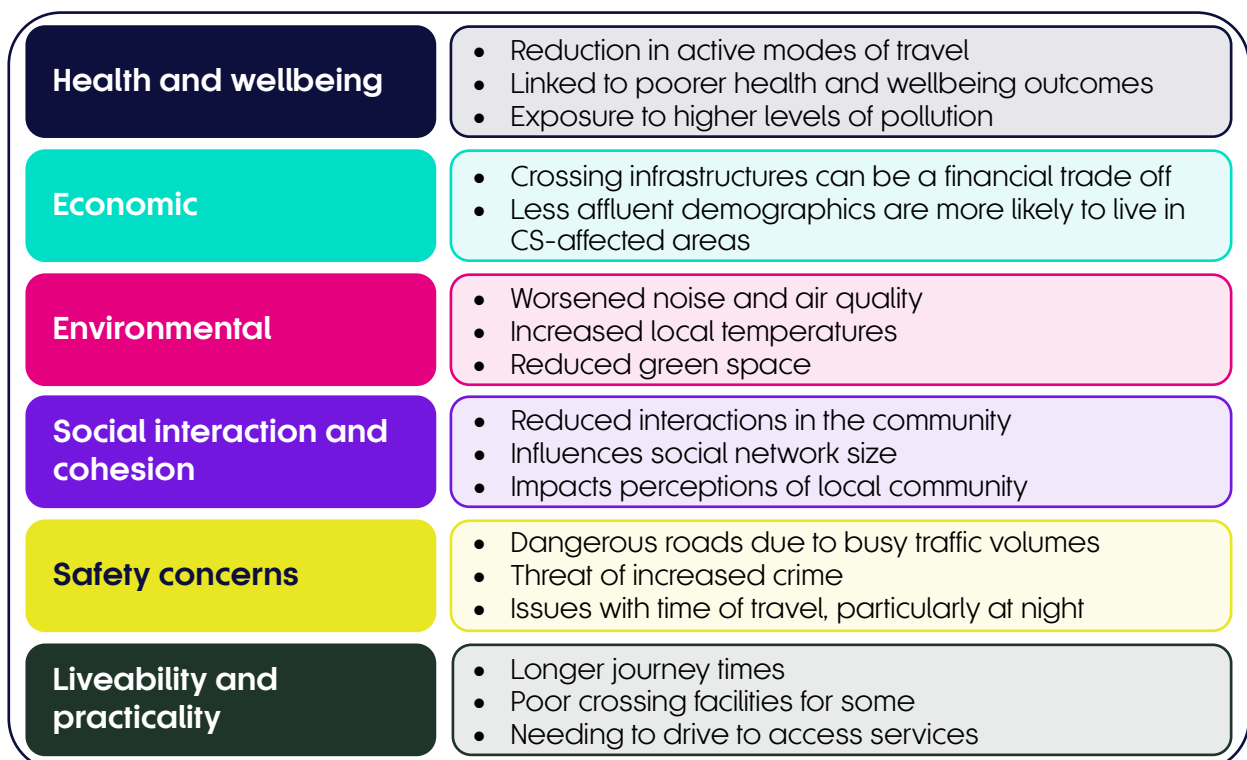 Health and wellbeing
• Reduction in active modes of travel
• Linked to poorer health and wellbeing outcomes
• Exposure to higher levels of pollution
Economic
• Crossing infrastructures can be a financial trade off
• Less affluent demographics are more likely to live in
CS-affected areas
Environmental
• Worsened noise and air quality
• Increased local temperatures
• Reduced green space
Social interaction and
cohesion
• Reduced interactions in the community
• Influences social network size
• Impacts perceptions of local community
Safety concerns
• Dangerous roads due to busy traffic volumes
• Threat of increased crime
• Issues with time of travel, particularly at night
Liveability and
practicality
• Longer journey times
• Poor crossing facilities for some
• Needing to drive to access services